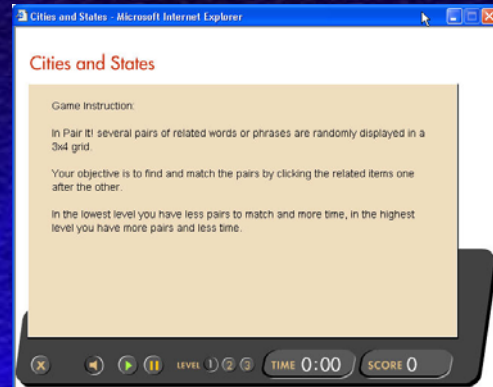 Cities and States - Microsoft Internet Explorer
Cities and States
Game Instruction:
In Pair It! several pairs of related words or phrases are randomly displayed in a
3x4 grid.
Your objective is to find and match the pairs by clicking the related items one
after the other.
In the lowest level you have less pairs to match and more time, in the highest
level you have more pairs and less time.
LEVEL 1 2 3 TIME 0:00 SCORE 0